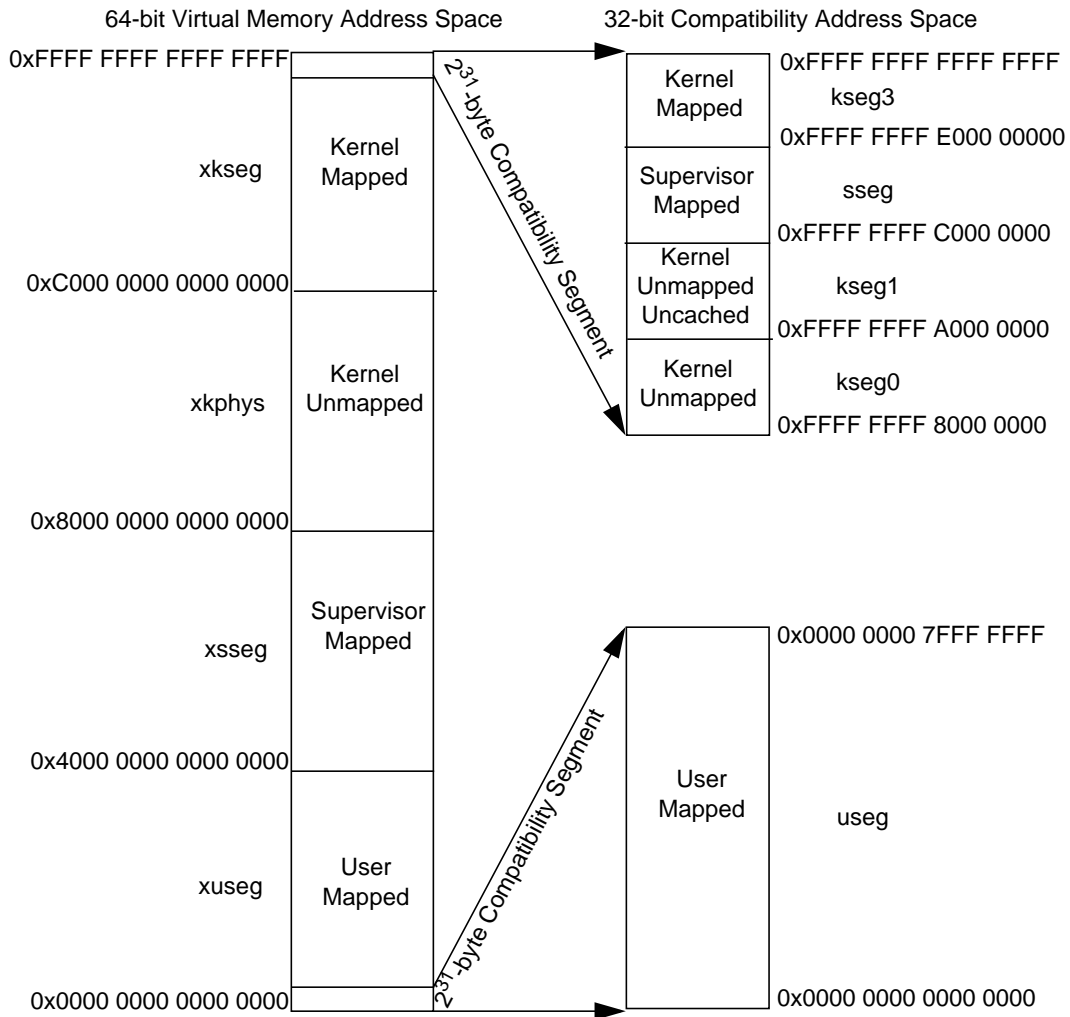 64-bit Virtual Memory Address Space
0xFFFF FFFF FFFF FFFF
xkseg
Kernel
Mapped
0xC000 0000 0000 0000
xkphys
Kernel
Unmapped
0x8000 0000 0000 0000
xsseg
Supervisor
Mapped
0x4000 0000 0000 0000
xuseg
User
Mapped
0x0000 0000 0000 0000
2^31-byte Compatibility Segment
2^31-byte Compatibility Segment
32-bit Compatibility Address Space
0xFFFF FFFF FFFF FFFF
Kernel
Mapped
kseg3
0xFFFF FFFF E000 00000
Supervisor
Mapped
sseg
0xFFFF FFFF C000 0000
Kernel
Unmapped
Uncached
kseg1
0xFFFF FFFF A000 0000
Kernel
Unmapped
kseg0
0xFFFF FFFF 8000 0000
0x0000 0000 7FFF FFFF
User
Mapped
useg
0x0000 0000 0000 0000